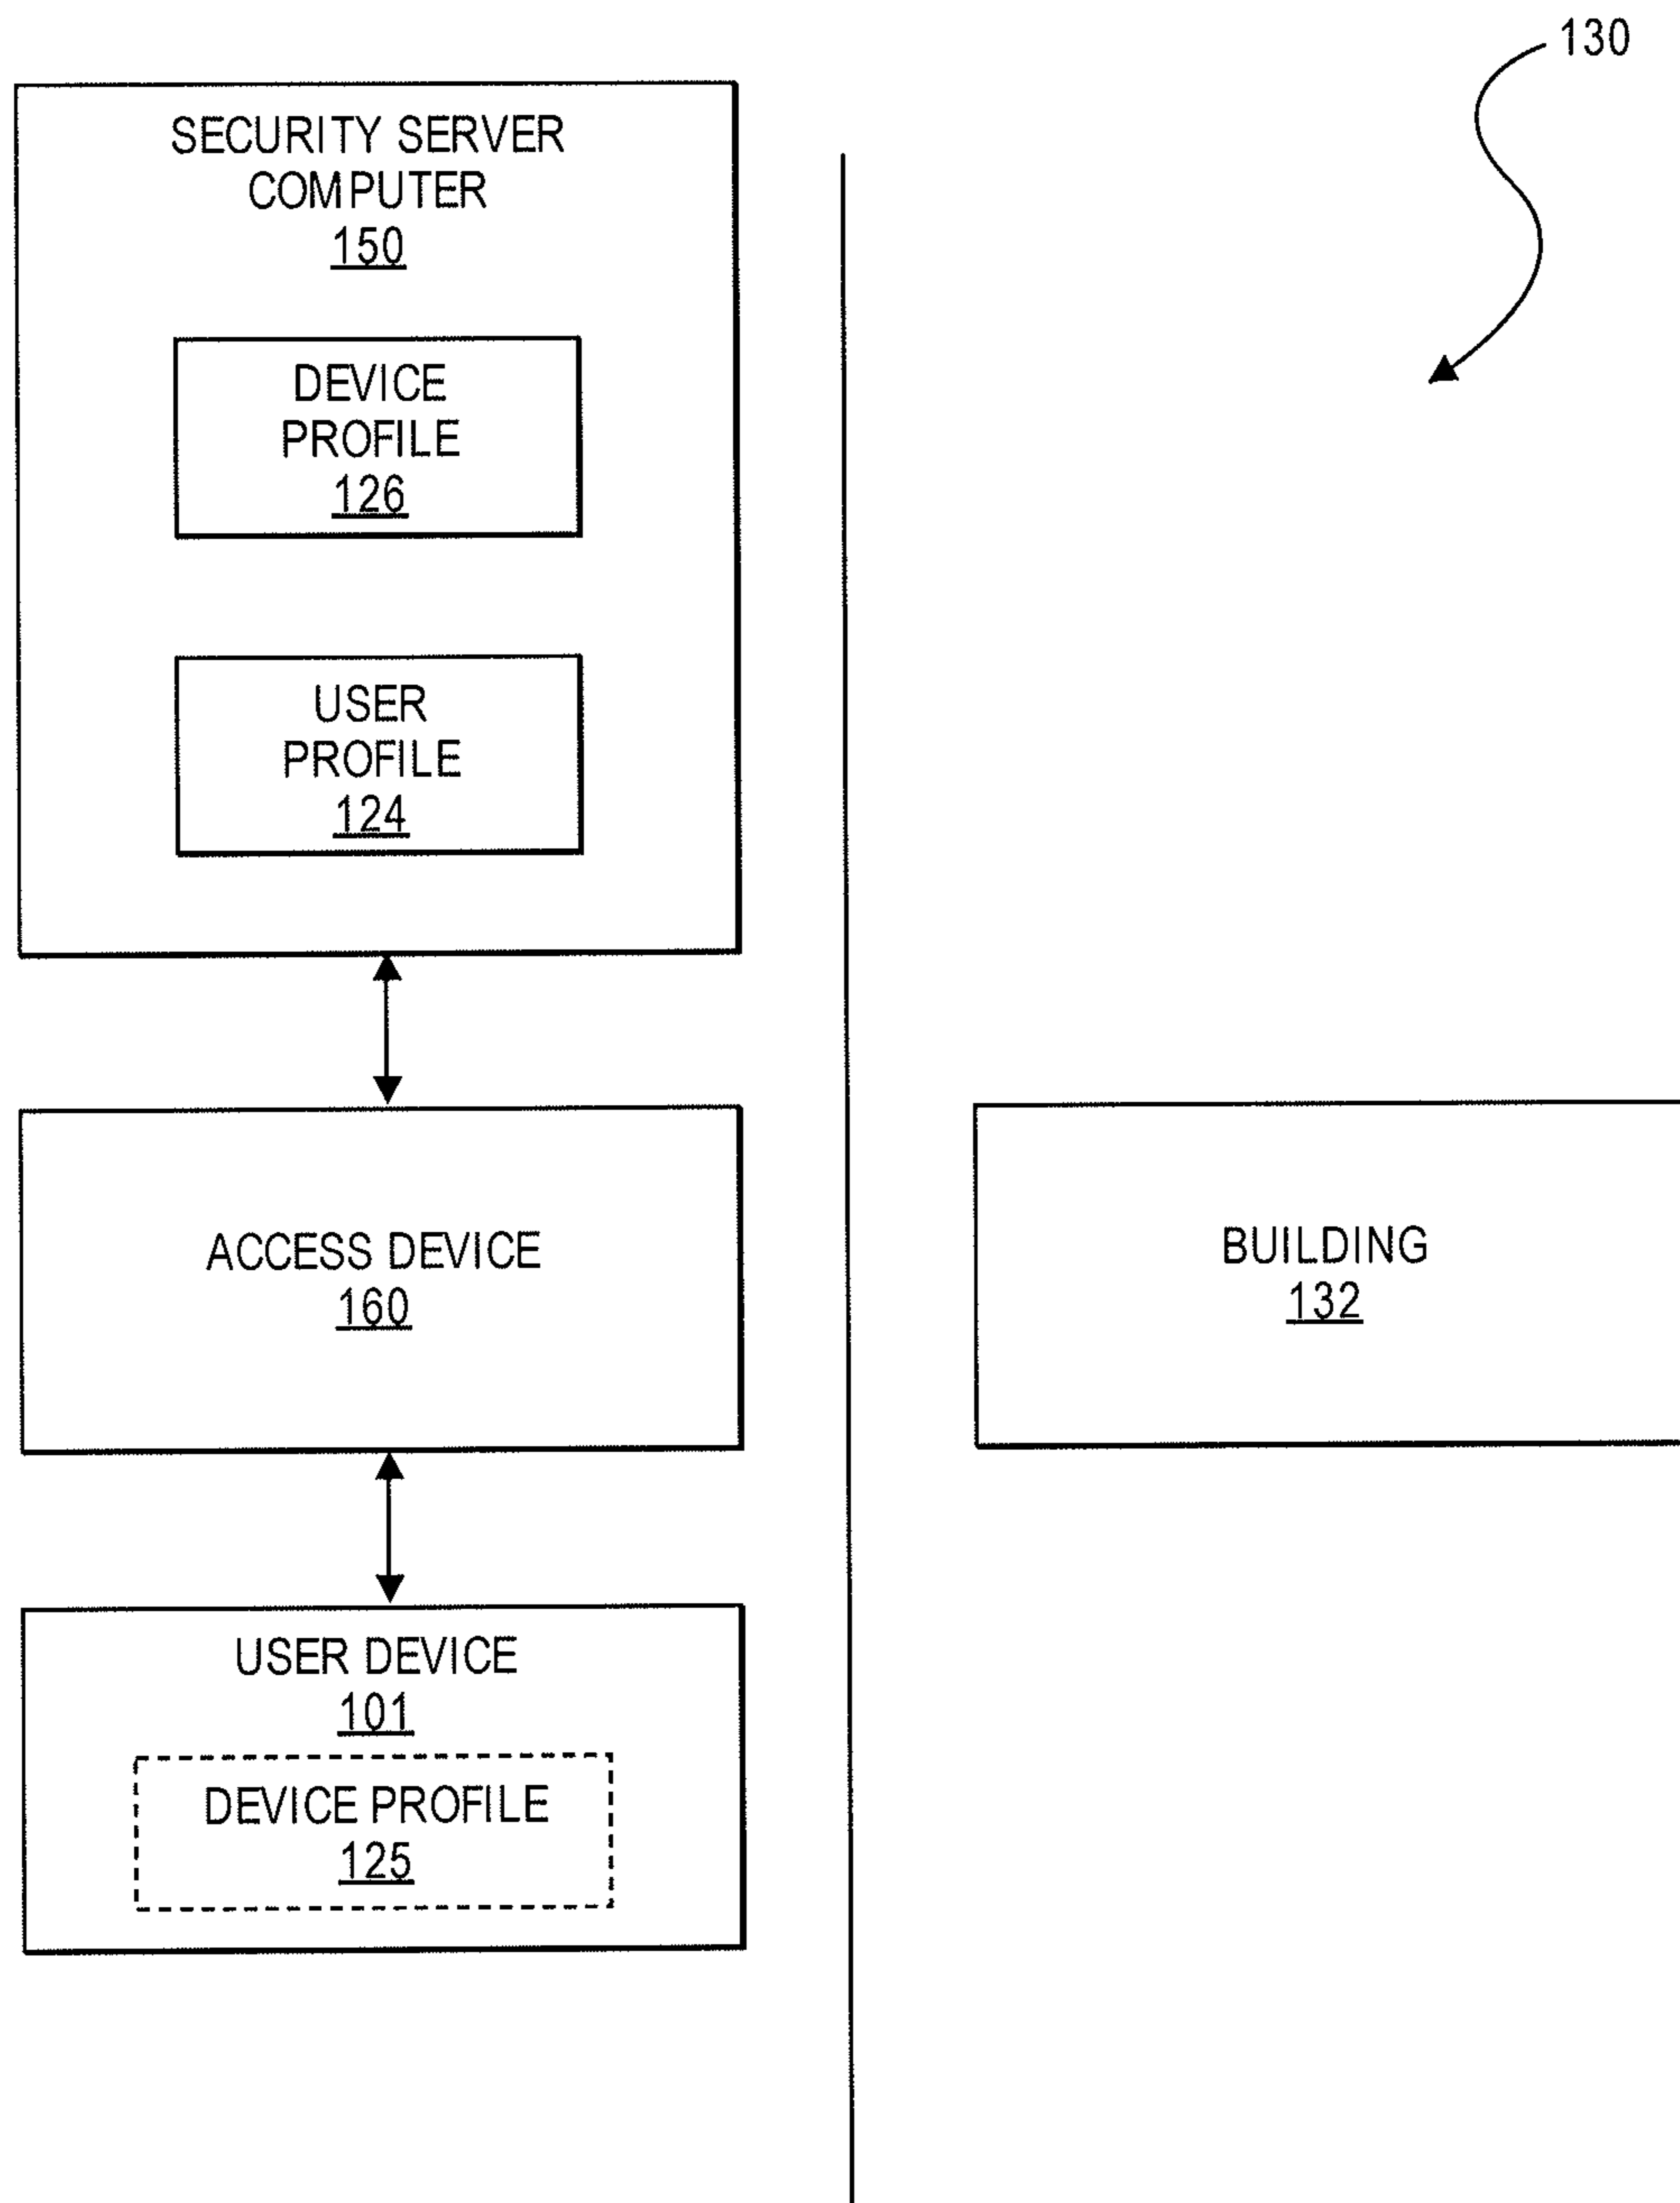 130
SECURITY SERVER
COMPUTER
150
DEVICE
PROFILE
126
USER
PROFILE
124
ACCESS DEVICE
160
BUILDING
132
USER DEVICE
101
DEVICE PROFILE
125